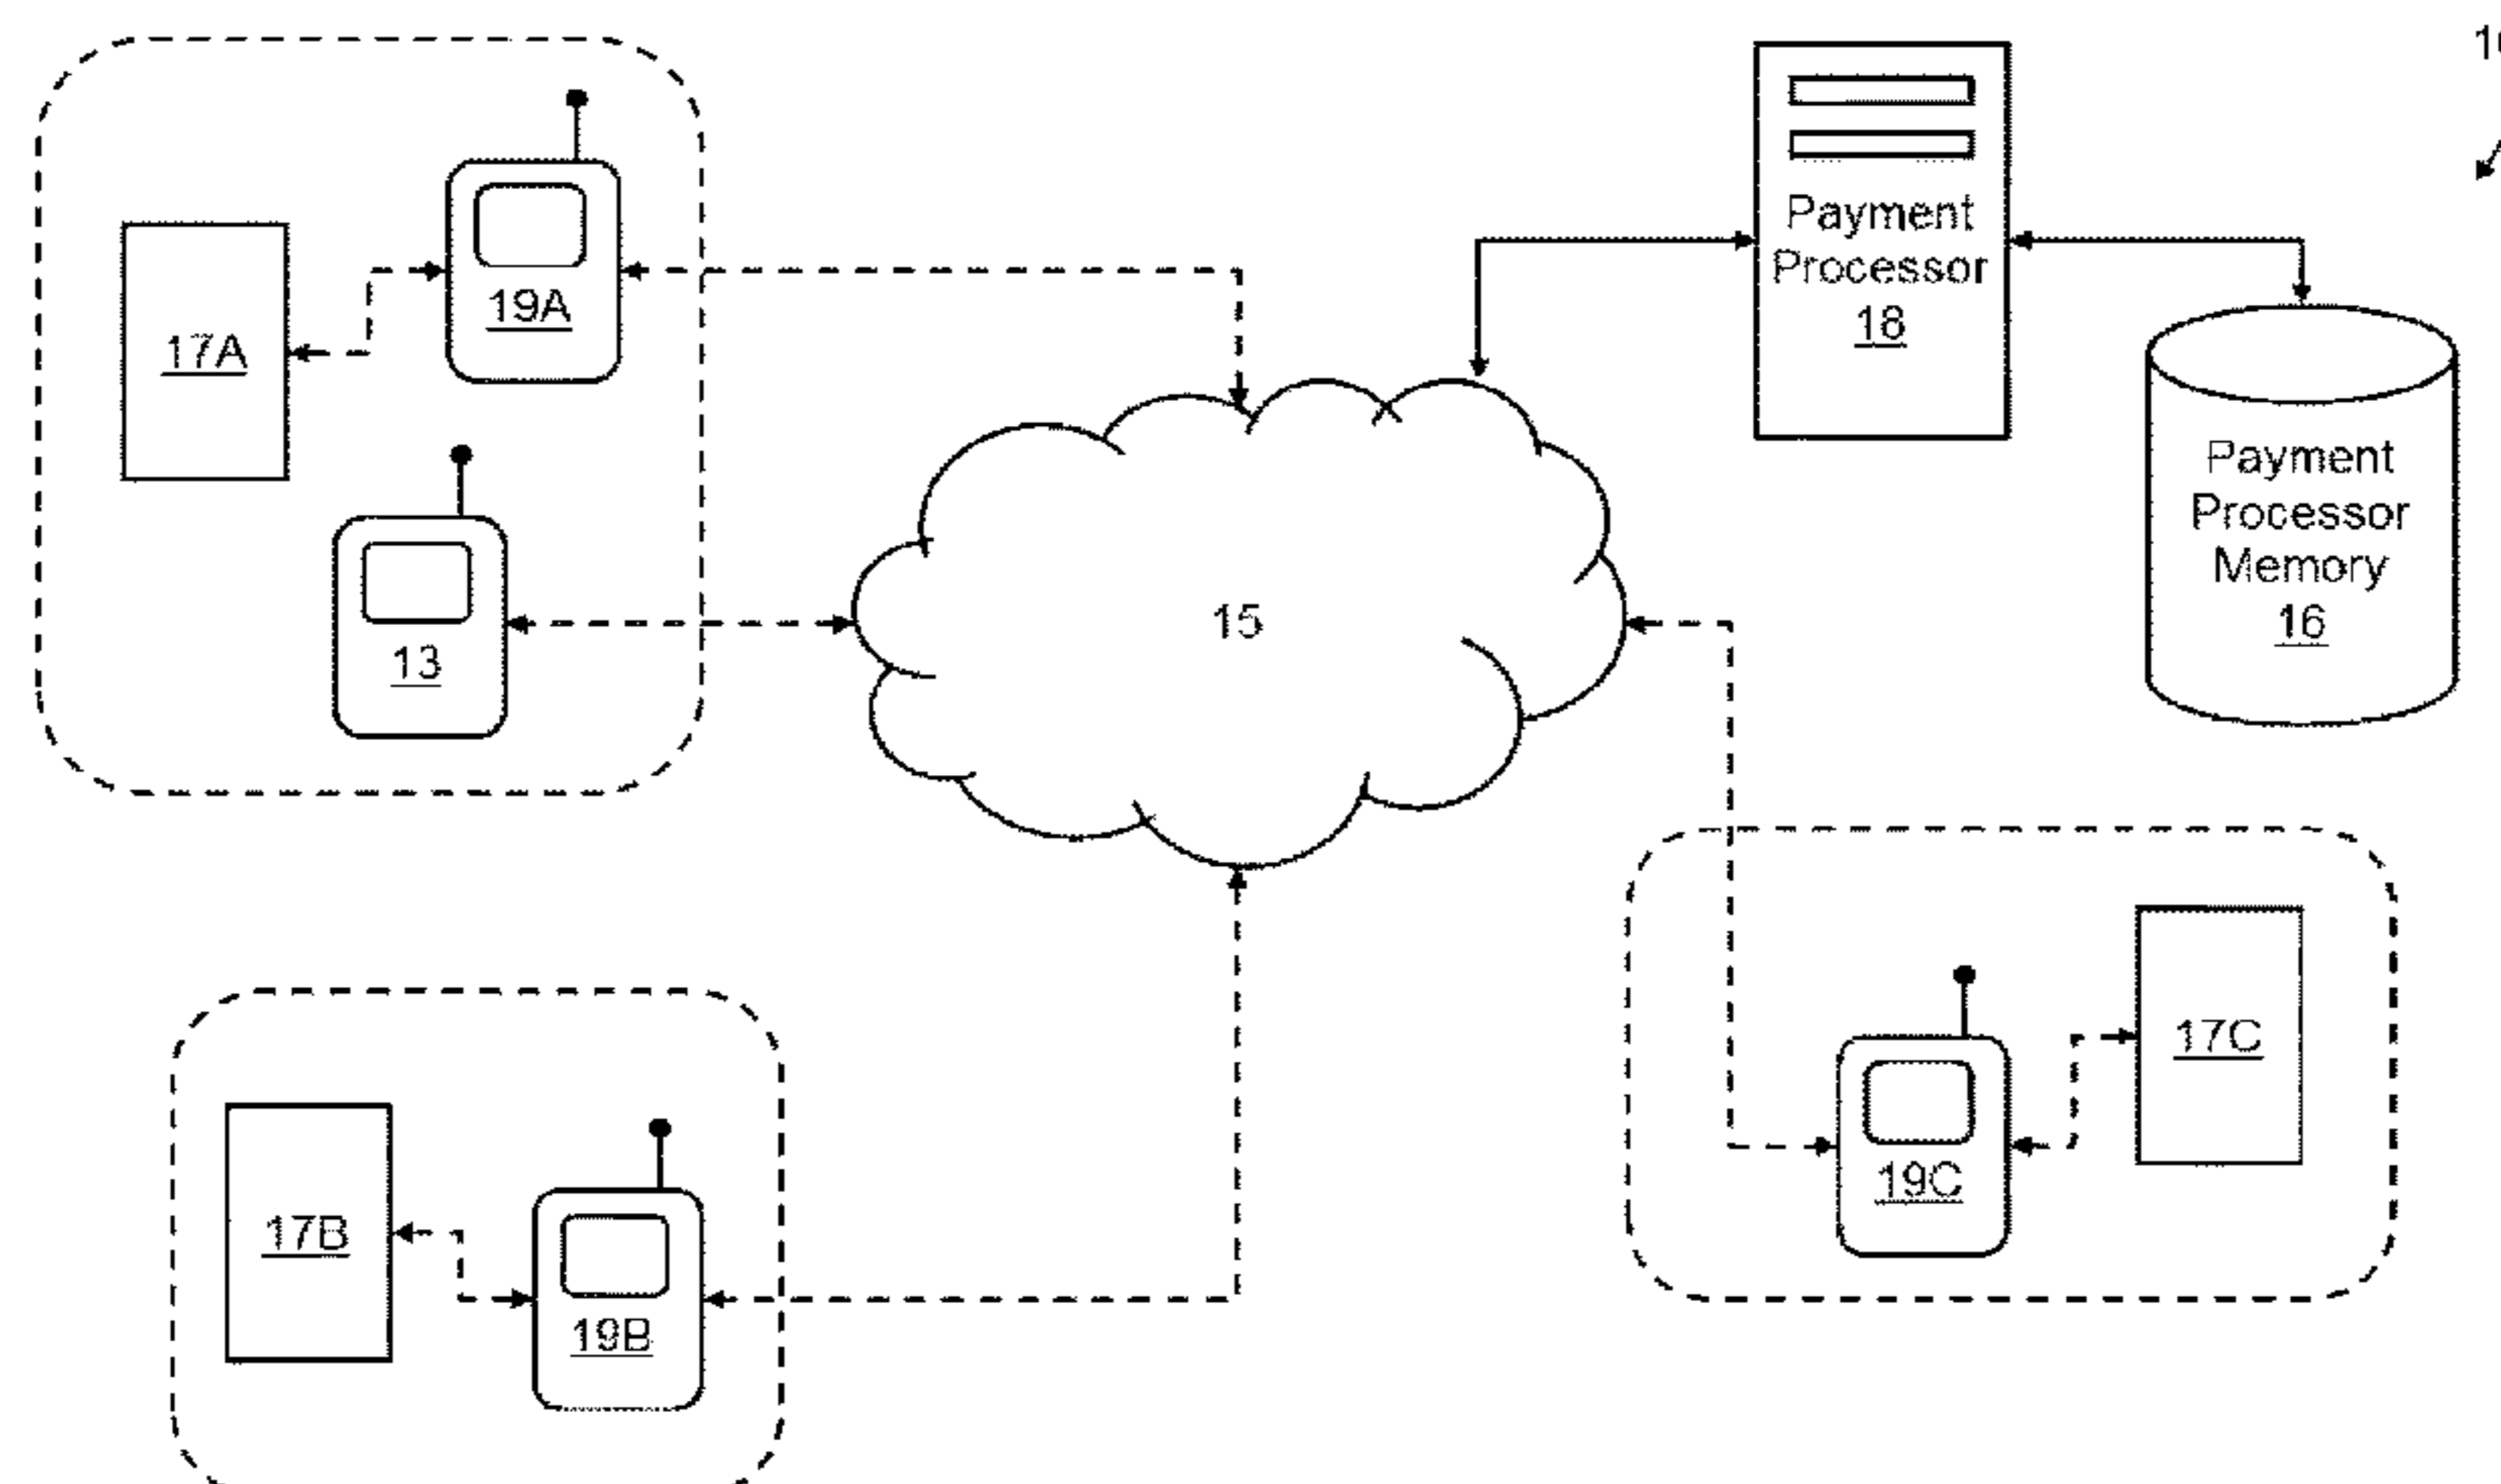 Payment
Processor
18
19A
17A
Payment
Processor
Memory
16
15
13
17C
19C
17B
19B